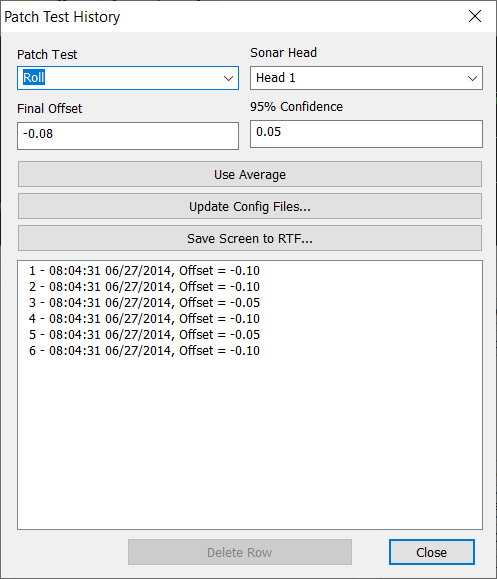 Patch Test History
Patch Test
Sonar Head
Roll
Head 1
Final Offset
95% Confidence
-0.08
0.05
Use Average
Update Config Files...
Save Screen to RTF...
1 - 08:04:31 06/27/2014, Offset = -0.10
2 - 08:04:31 06/27/2014, Offset = -0.10
3 - 08:04:31 06/27/2014, Offset = -0.05
4 - 08:04:31 06/27/2014, Offset = -0.10
5 - 08:04:31 06/27/2014, Offset = -0.05
6 - 08:04:31 06/27/2014, Offset = -0.10
Delete Row
Close